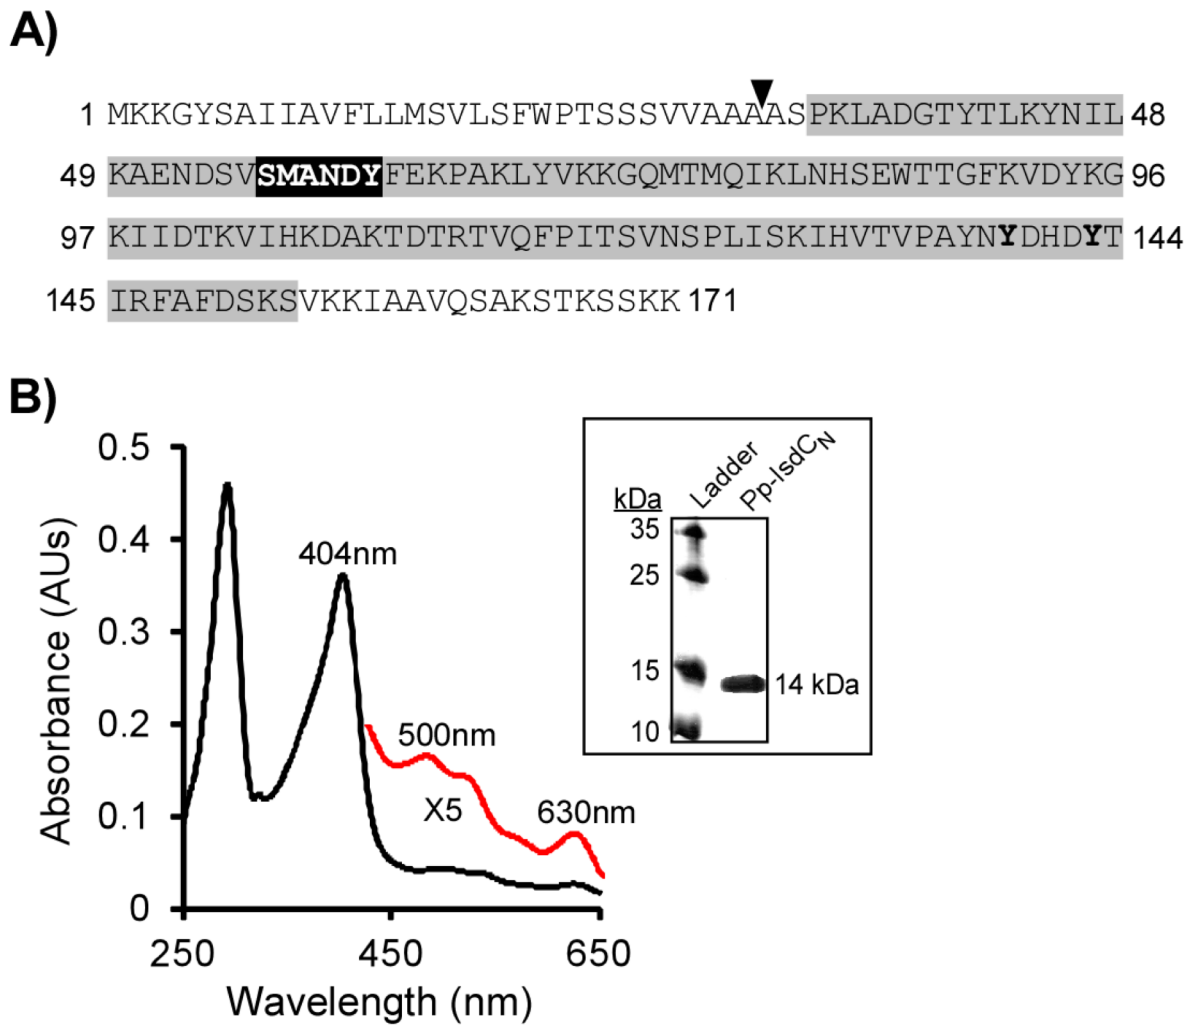 A)
1 MKKGYSAIIAVFLLMSVLSFWPTSSSVVAAAASPKLADGTYTLKYNIL 48
49 KAENDSVSMANDYFEKPAKLYVKKGQMTMQIKLNHSEWTTGFKVDYKG 96
97 KIIDTKVIHKDAKTDTRTVQFPITSVNSPLISKIHVTVPAYNYDHDYT 144
145 IRFAFDSKSVKKIAAVQSAKSTKSSKK 171
B)
Absorbance (AUs)
0.5
0.4
0.3
0.2
0.1
0
250 450 650
Wavelength (nm)
404nm
500nm
X5
630nm
kDa Ladder Pp-IsdCN
35
25
15
14 kDa
10